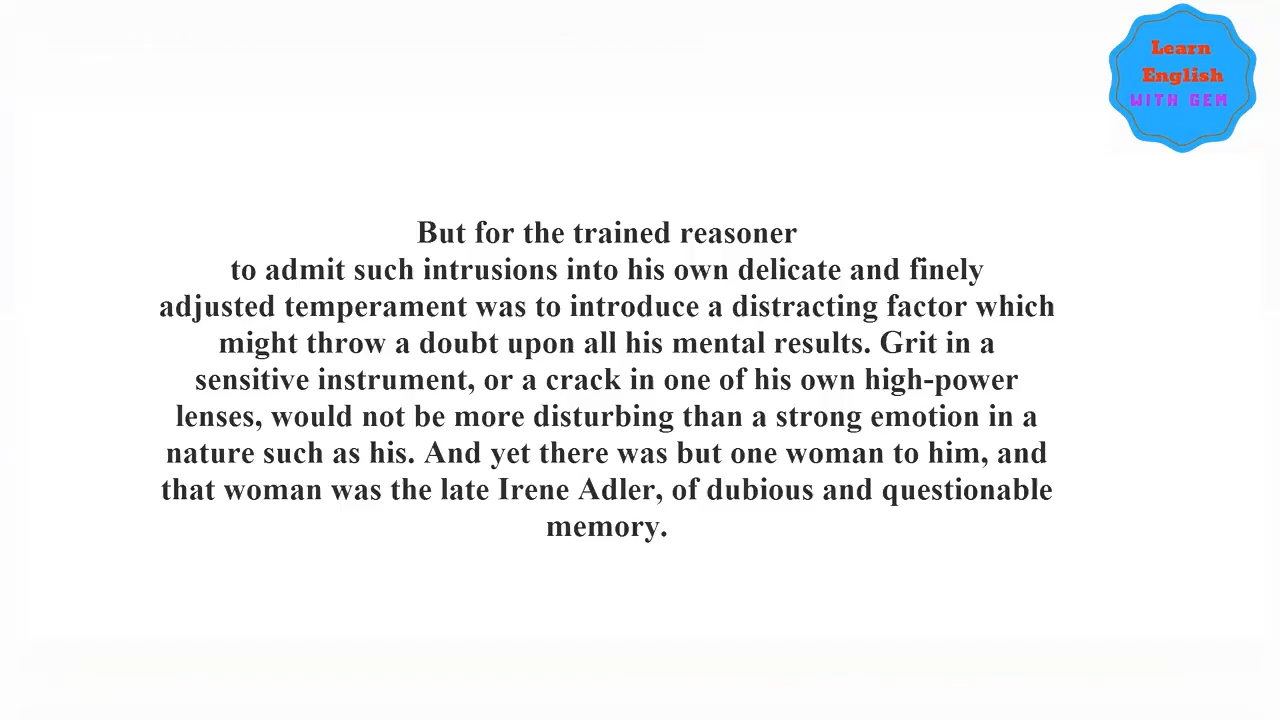 Learn
English
WITH GEM
But for the trained reasoner
to admit such intrusions into his own delicate and finely
adjusted temperament was to introduce a distracting factor which
might throw a doubt upon all his mental results. Grit in a
sensitive instrument, or a crack in one of his own high-power
lenses, would not be more disturbing than a strong emotion in a
nature such as his. And yet there was but one woman to him, and
that woman was the late Irene Adler, of dubious and questionable
memory.